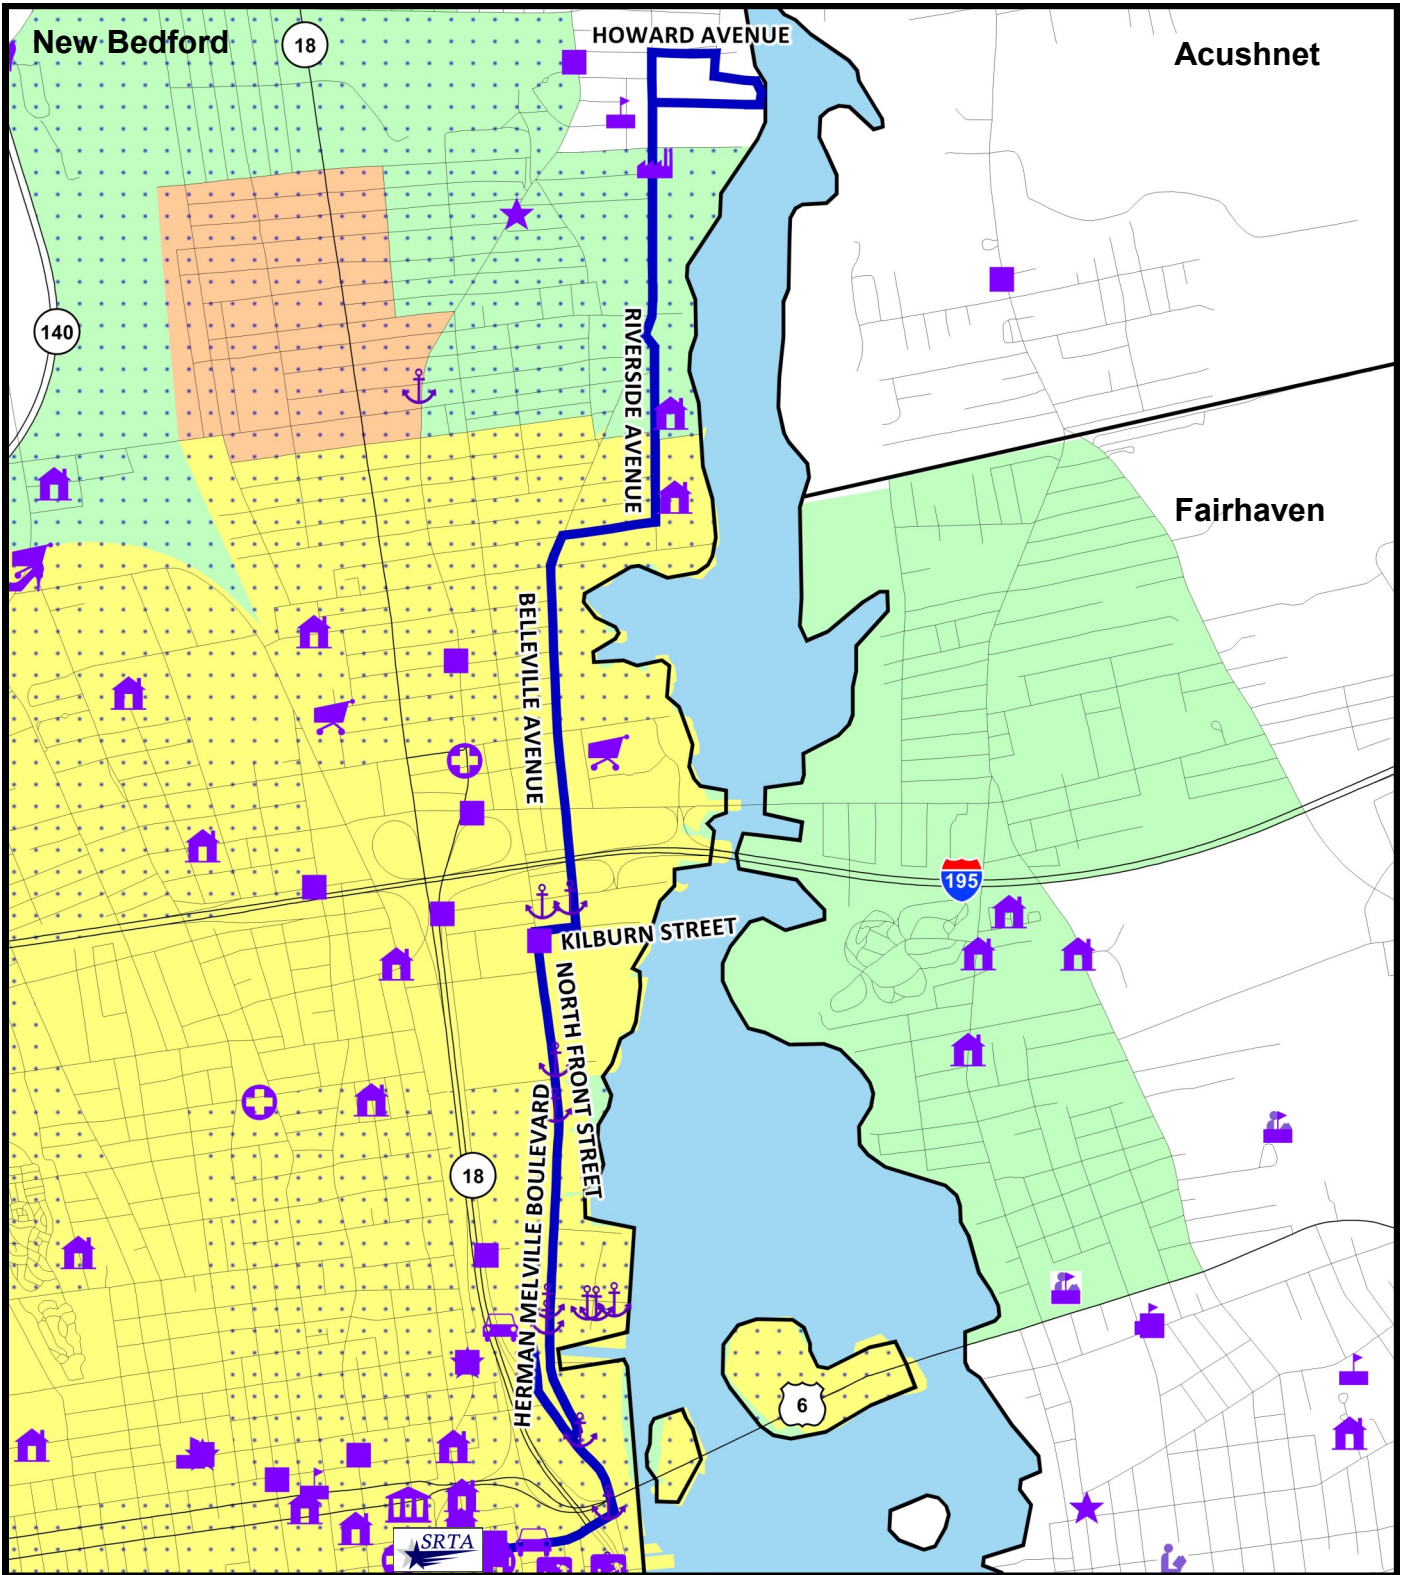 New Bedford
18
HOWARD AVENUE
Acushnet
140
RIVERSIDE AVENUE
Fairhaven
BELLEVILLE AVENUE
195
KILBURN STREET
NORTH FRONT STREET
HERMAN MELVILLE BOULEVARD
18
6
SRTA